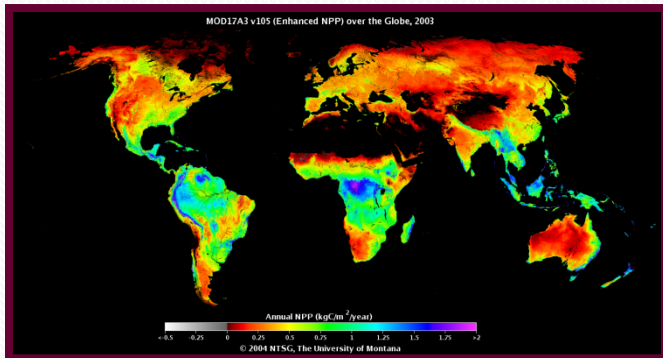 MOD17A3 v105 (Enhanced NPP) over the Globe, 2003
Annual NPP (kgC/m²/year)
<-0.5 -0.25 0 0.25 0.5 0.75 1 1.25 1.5 1.75 >2
© 2004 NTSG, The University of Montana